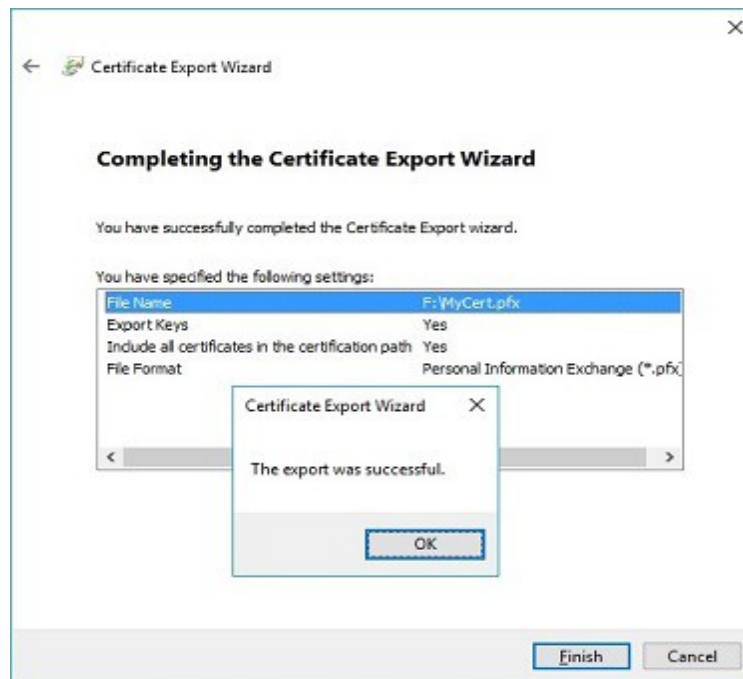 Certificate Export Wizard
Completing the Certificate Export Wizard
You have successfully completed the Certificate Export wizard.
You have specified the following settings:
File Name F:\MyCert.pfx
Export Keys Yes
Include all certificates in the certification path Yes
File Format Personal Information Exchange (*.pfx
Certificate Export Wizard
The export was successful.
OK
Finish Cancel